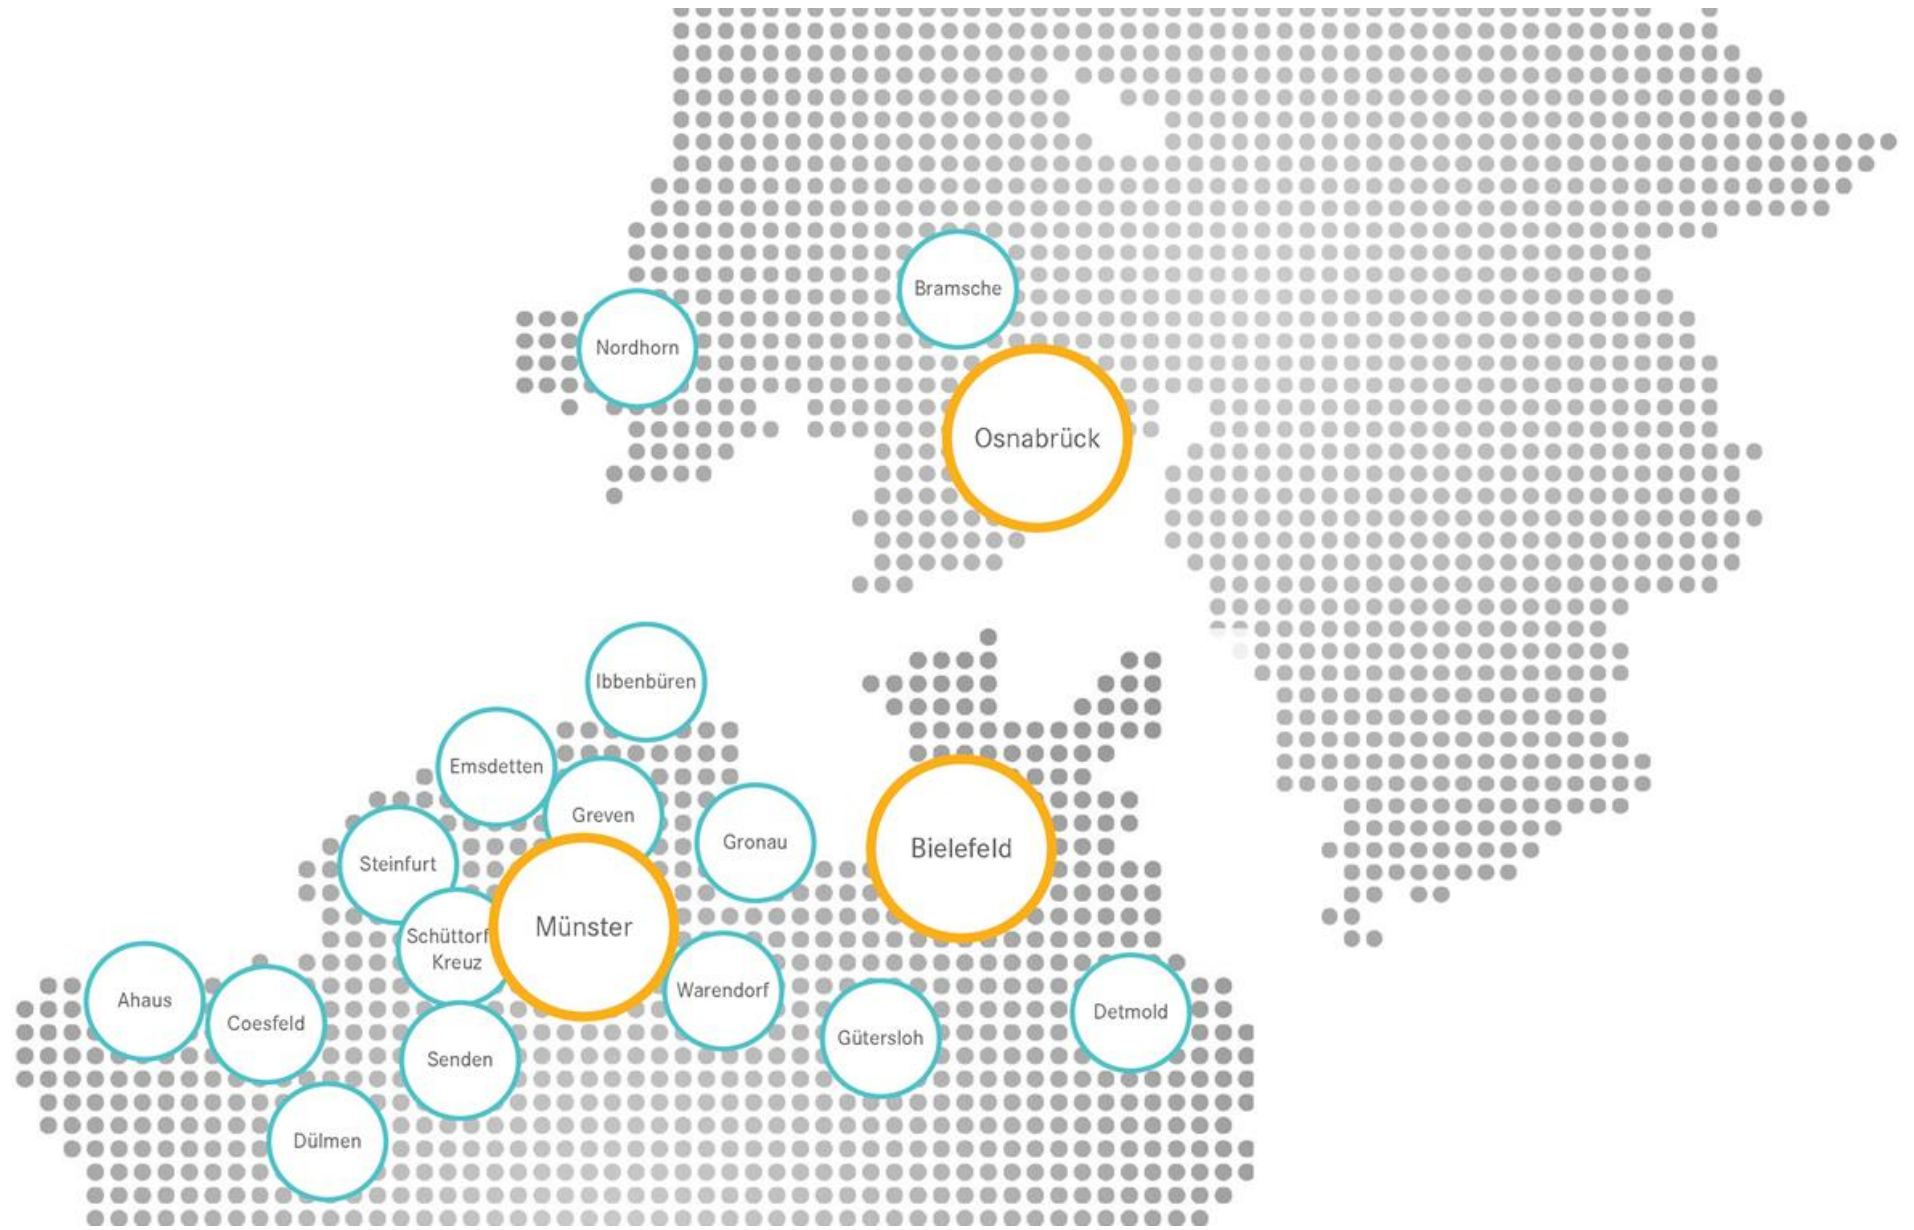 Bramsche
Nordhorn
Osnabrück
Ibbenbüren
Emsdetten
Greven
Gronau
Bielefeld
Steinfurt
Münster
Schüttorf
Kreuz
Warendorf
Ahaus
Detmold
Coesfeld
Gütersloh
Senden
Dülmen